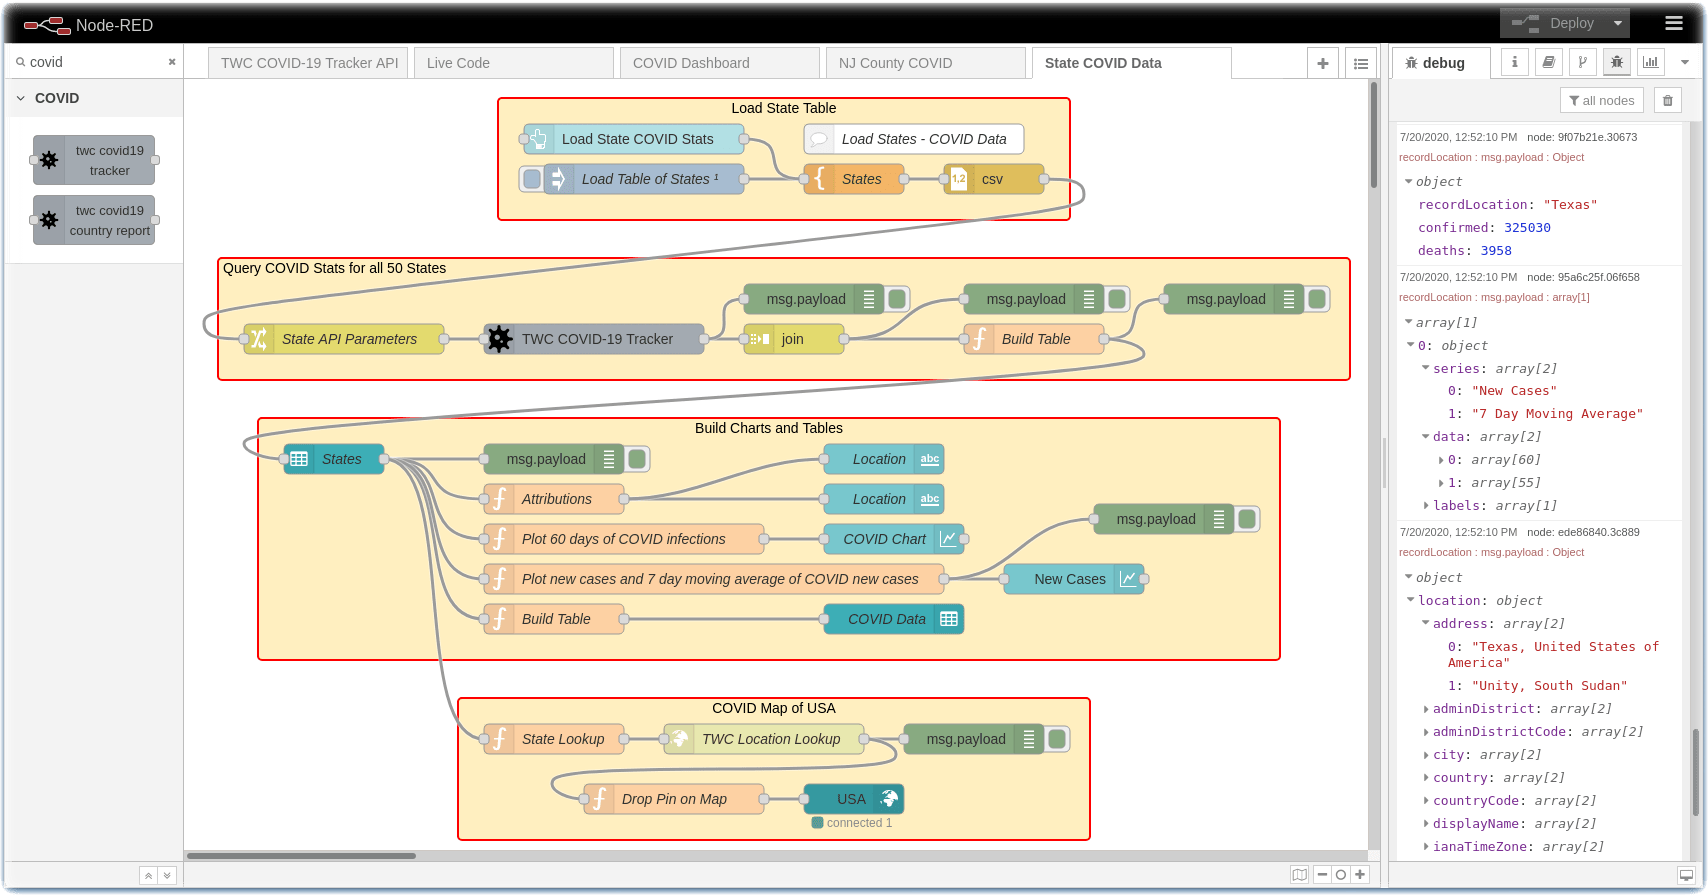 Node-RED
Deploy
covid
COVID
twc covid19
tracker
twc covid19
country report
TWC COVID-19 Tracker API
Live Code
COVID Dashboard
NJ County COVID
State COVID Data
Load State Table
Load State COVID Stats
Load States - COVID Data
Load Table of States ¹
States
1,2
csv
Query COVID Stats for all 50 States
msg.payload
msg.payload
msg.payload
State API Parameters
TWC COVID-19 Tracker
join
Build Table
Build Charts and Tables
States
msg.payload
Location
abc
Attributions
Location
abc
msg.payload
Plot 60 days of COVID infections
COVID Chart
Plot new cases and 7 day moving average of COVID new cases
New Cases
Build Table
COVID Data
COVID Map of USA
State Lookup
TWC Location Lookup
msg.payload
Drop Pin on Map
USA
connected 1
debug
i
all nodes
7/20/2020, 12:52:10 PM node: 9f07b21e.30673
recordLocation : msg.payload : Object
object
recordLocation: "Texas"
confirmed: 325030
deaths: 3958
7/20/2020, 12:52:10 PM node: 95a6c25f.06f658
recordLocation : msg.payload : array[1]
array[1]
0: object
series: array[2]
0: "New Cases"
1: "7 Day Moving Average"
data: array[2]
0: array[60]
1: array[55]
labels: array[1]
7/20/2020, 12:52:10 PM node: ede86840.3c889
recordLocation : msg.payload : Object
object
location: object
address: array[2]
0: "Texas, United States of
America"
1: "Unity, South Sudan"
adminDistrict: array[2]
adminDistrictCode: array[2]
city: array[2]
country: array[2]
countryCode: array[2]
displayName: array[2]
ianaTimeZone: array[2]